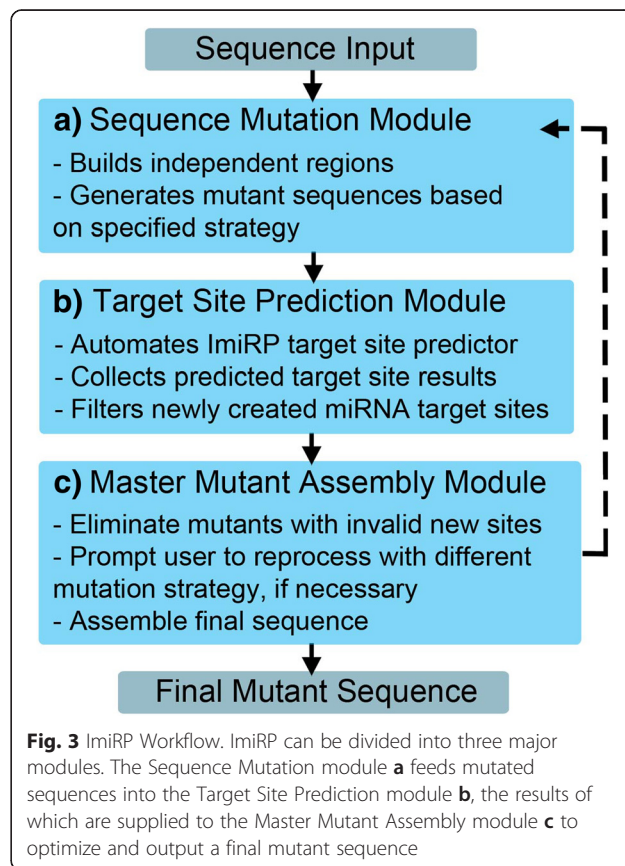 Sequence Input
a) Sequence Mutation Module
- Builds independent regions
- Generates mutant sequences based
on specified strategy
b) Target Site Prediction Module
- Automates ImiRP target site predictor
- Collects predicted target site results
- Filters newly created miRNA target sites
c) Master Mutant Assembly Module
- Eliminate mutants with invalid new sites
- Prompt user to reprocess with different
mutation strategy, if necessary
- Assemble final sequence
Final Mutant Sequence
Fig. 3 ImiRP Workflow. ImiRP can be divided into three major
modules. The Sequence Mutation module a feeds mutated
sequences into the Target Site Prediction module b, the results of
which are supplied to the Master Mutant Assembly module c to
optimize and output a final mutant sequence